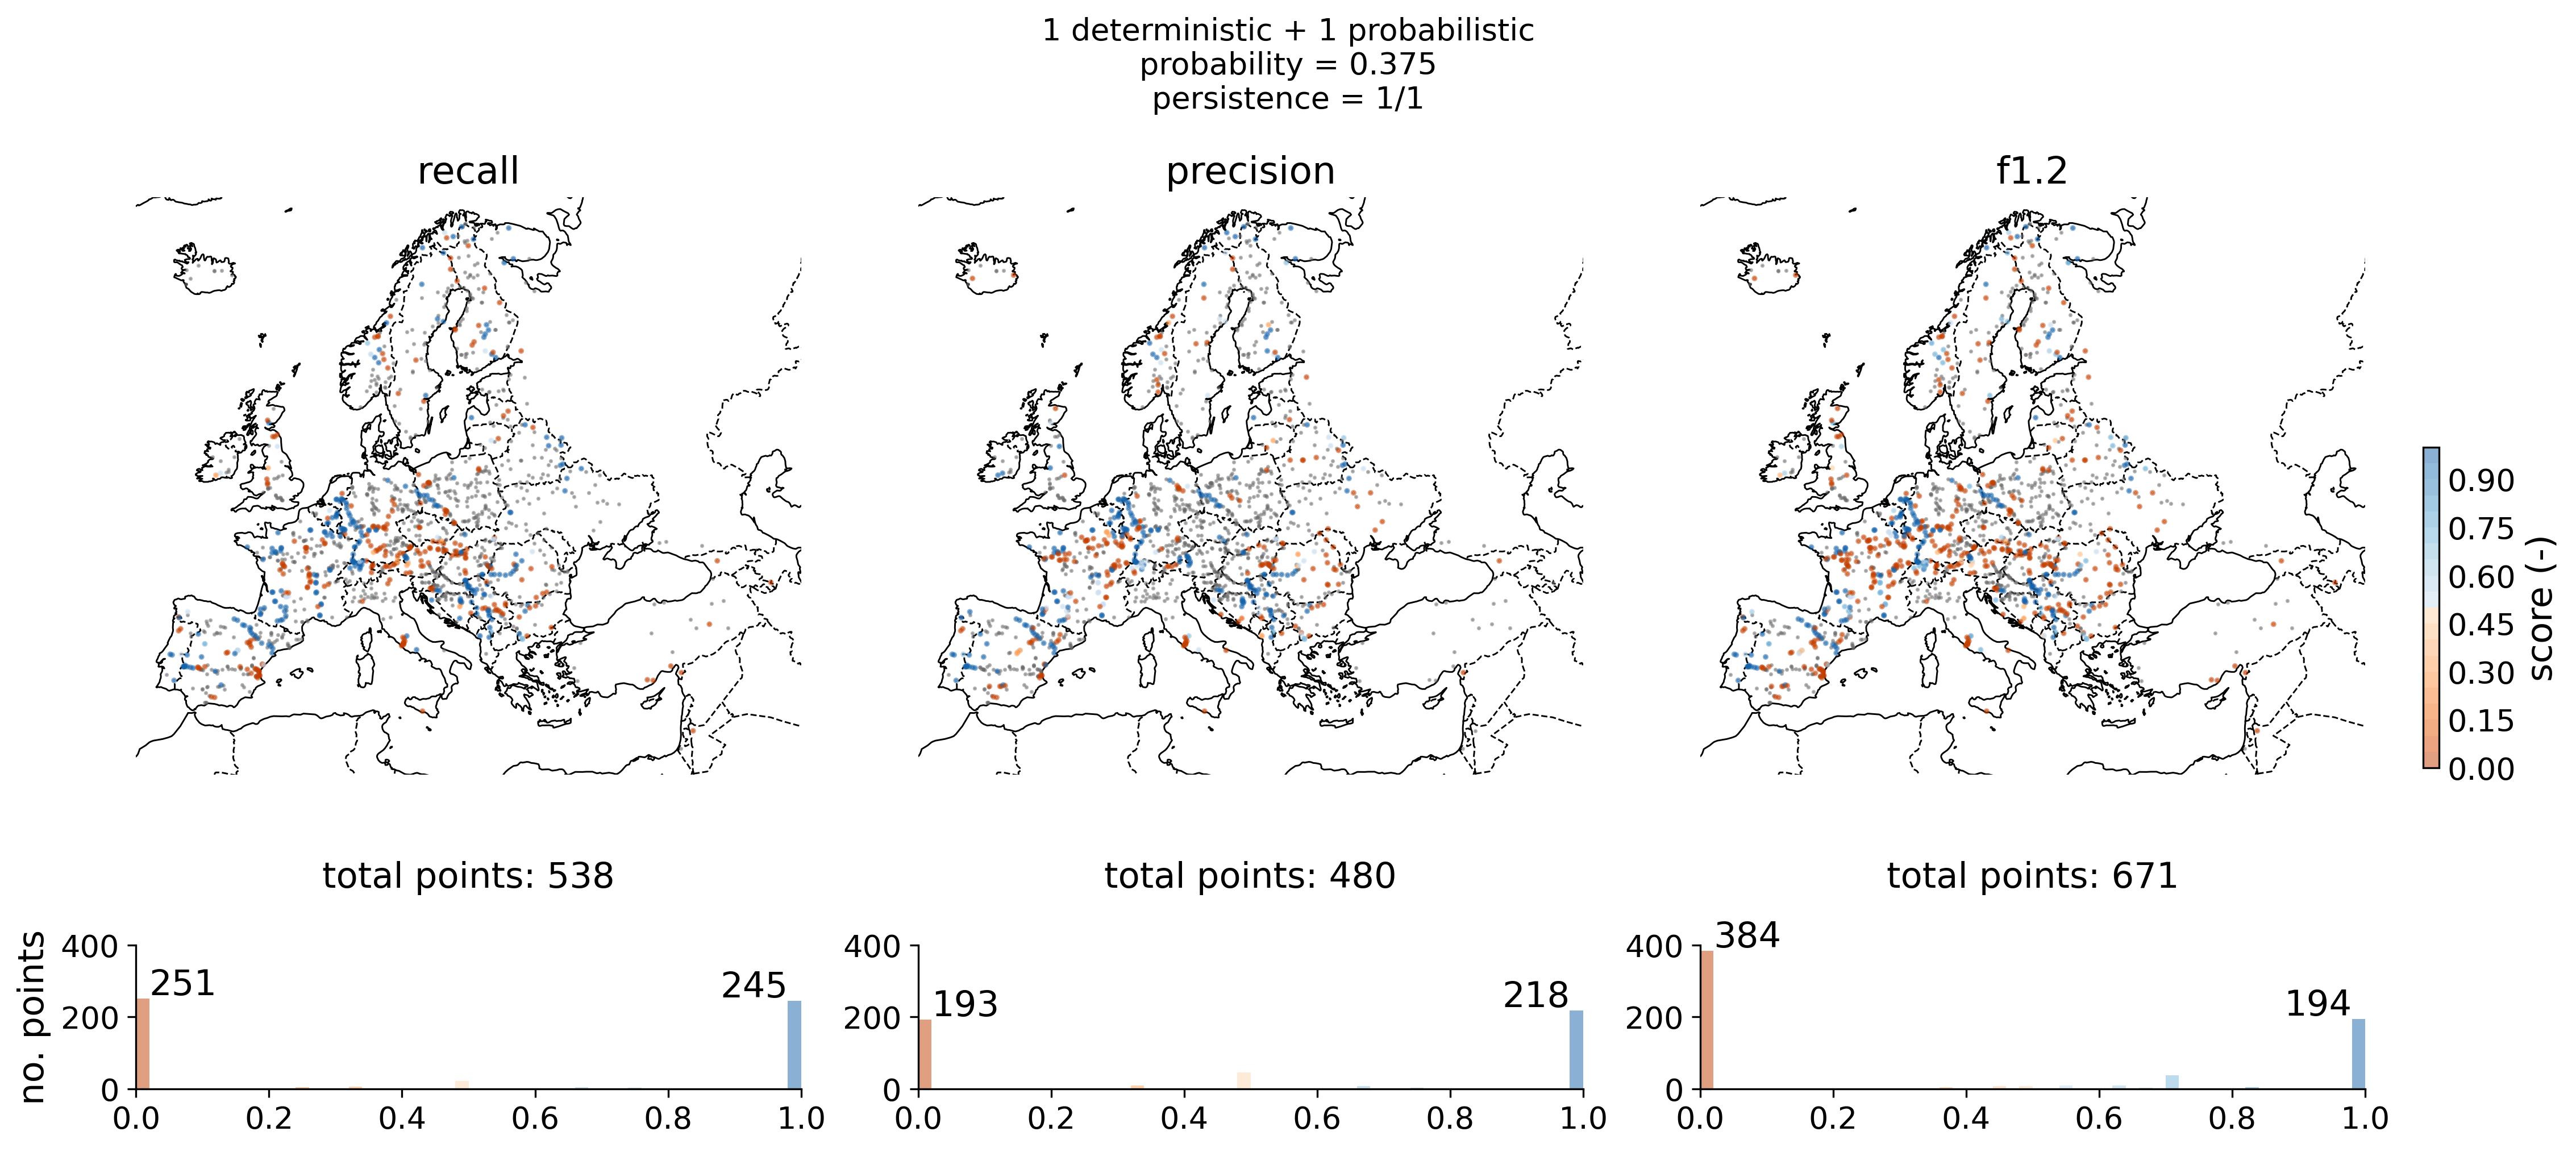 1 deterministic + 1 probabilistic
probability = 0.375
persistence = 1/1
recall
precision
f1.2
0.90
0.75
0.60
0.45
0.30
0.15
0.00
score (-)
total points: 538
total points: 480
total points: 671
no. points
400
200
0
251
245
0.0 0.2 0.4 0.6 0.8 1.0
400
200
0
193
218
0.0 0.2 0.4 0.6 0.8 1.0
400
200
0
384
194
0.0 0.2 0.4 0.6 0.8 1.0